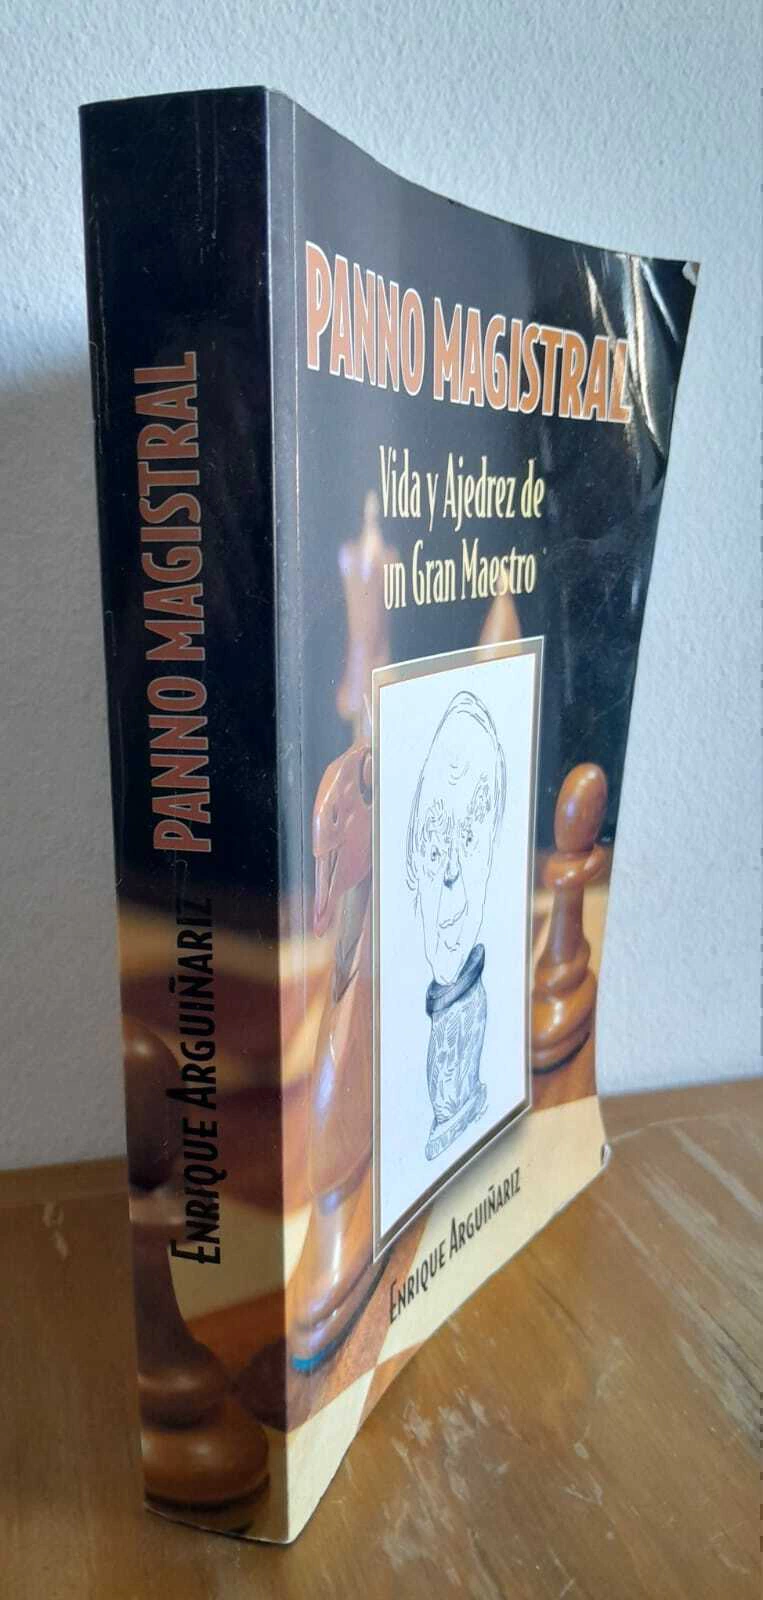 ENRIQUE ARGUIÑARIZ PANNO MAGISTRAL
PANNO MAGISTRAL
Vida y Ajedrez de
un Gran Maestro
ENRIQUE ARGUIÑARIZ